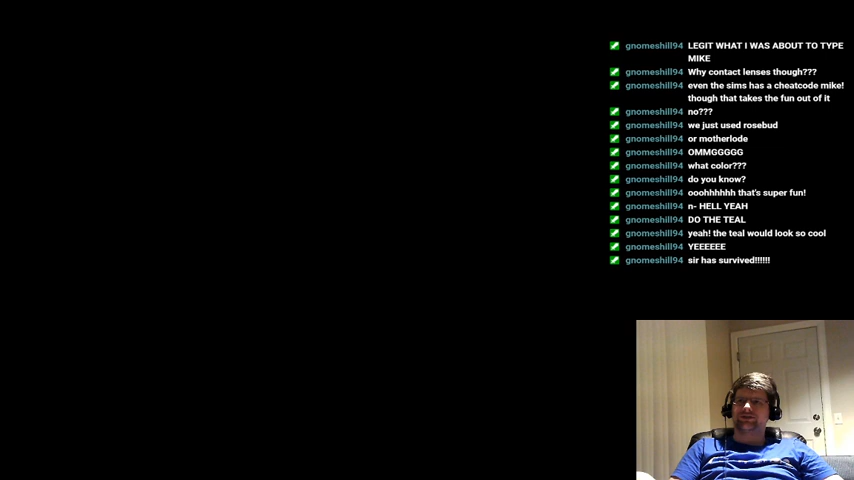 gnomeshill94 LEGIT WHAT I WAS ABOUT TO TYPE
MIKE
gnomeshill94 Why contact lenses though???
gnomeshill94 even the sims has a cheatcode mike!
though that takes the fun out of it
gnomeshill94 no???
gnomeshill94 we just used rosebud
gnomeshill94 or motherlode
gnomeshill94 OMMGGGGG
gnomeshill94 what color???
gnomeshill94 do you know?
gnomeshill94 ooohhhhhh that's super fun!
gnomeshill94 n- HELL YEAH
gnomeshill94 DO THE TEAL
gnomeshill94 yeah! the teal would look so cool
gnomeshill94 YEEEEEE
gnomeshill94 sir has survived!!!!!!